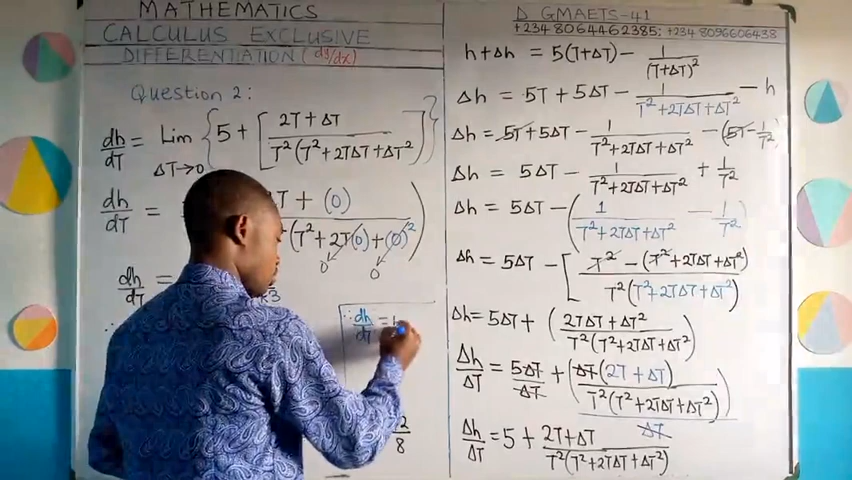 MATHEMATICS
CALCULUS EXCLUSIVE
DIFFERENTIATION (dy/dx)
Question 2:
dh/dT = Lim ΔT→0 {5 + [2T + ΔT / T²(T² + 2TΔT + ΔT²]}
dh/dT = T + (0) / ²(T² + 2T(0) + (0)²)
0 0
dh/dT =
∴ dh/dT =
2
8
D GMAETS-41
+234 8064462385; +234 8096606438
h + Δh = 5(T+ΔT) − 1/(T+ΔT)²
Δh = 5T + 5ΔT − 1/T²+2TΔT+ΔT² − h
Δh = 5T + 5ΔT − 1/T²+2TΔT+ΔT² − (5T − 1/T²)
Δh = 5ΔT − 1/T²+2TΔT+ΔT² + 1/T²
Δh = 5ΔT − (1/T²+2TΔT+ΔT² − 1/T²)
Δh = 5ΔT − [T² − (T²+2TΔT+ΔT²) / T²(T²+2TΔT+ΔT²)]
Δh = 5ΔT + (2TΔT + ΔT² / T²(T²+2TΔT+ΔT²))
Δh/ΔT = 5ΔT/ΔT + (ΔT(2T + ΔT) / T²(T²+2TΔT+ΔT²)) / ΔT
Δh/ΔT = 5 + 2T+ΔT / T²(T²+2TΔT+ΔT²)